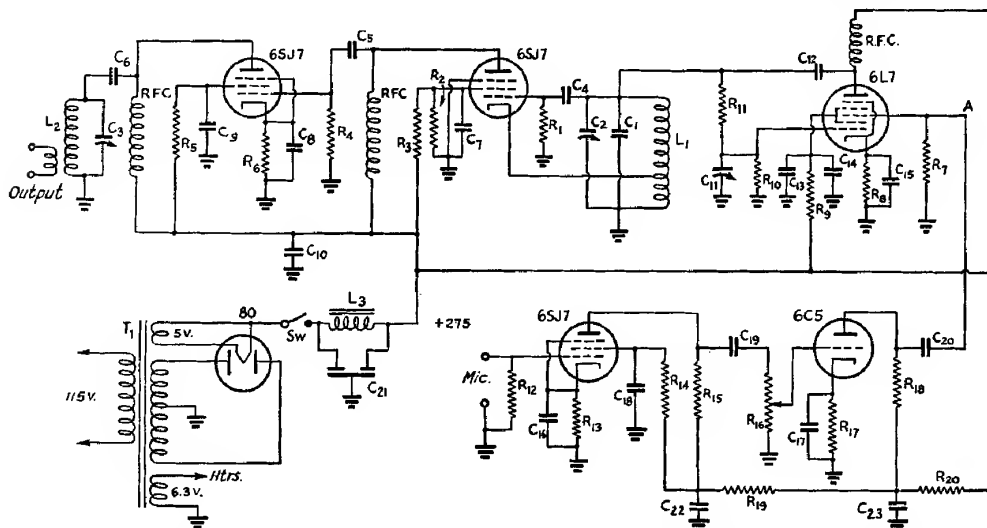 C6
6SJ7
C5
6SJ7
R.F.C.
C12
6L7
L2
C3
RFC
R5
C9
R6
C8
R4
RFC
R3
R2
C7
R1
C4
C2
C1
L1
R11
C11
R10
C13
C14
R9
R8
C15
R7
A
Output
C10
T1
5 v.
80
Sw
L3
+275
C21
115 v.
6.3 v.
Htrs.
6SJ7
Mic.
R12
C16
R13
C18
R14
R15
C19
R16
6C5
C17
R17
R18
C20
C22
R19
C23
R20